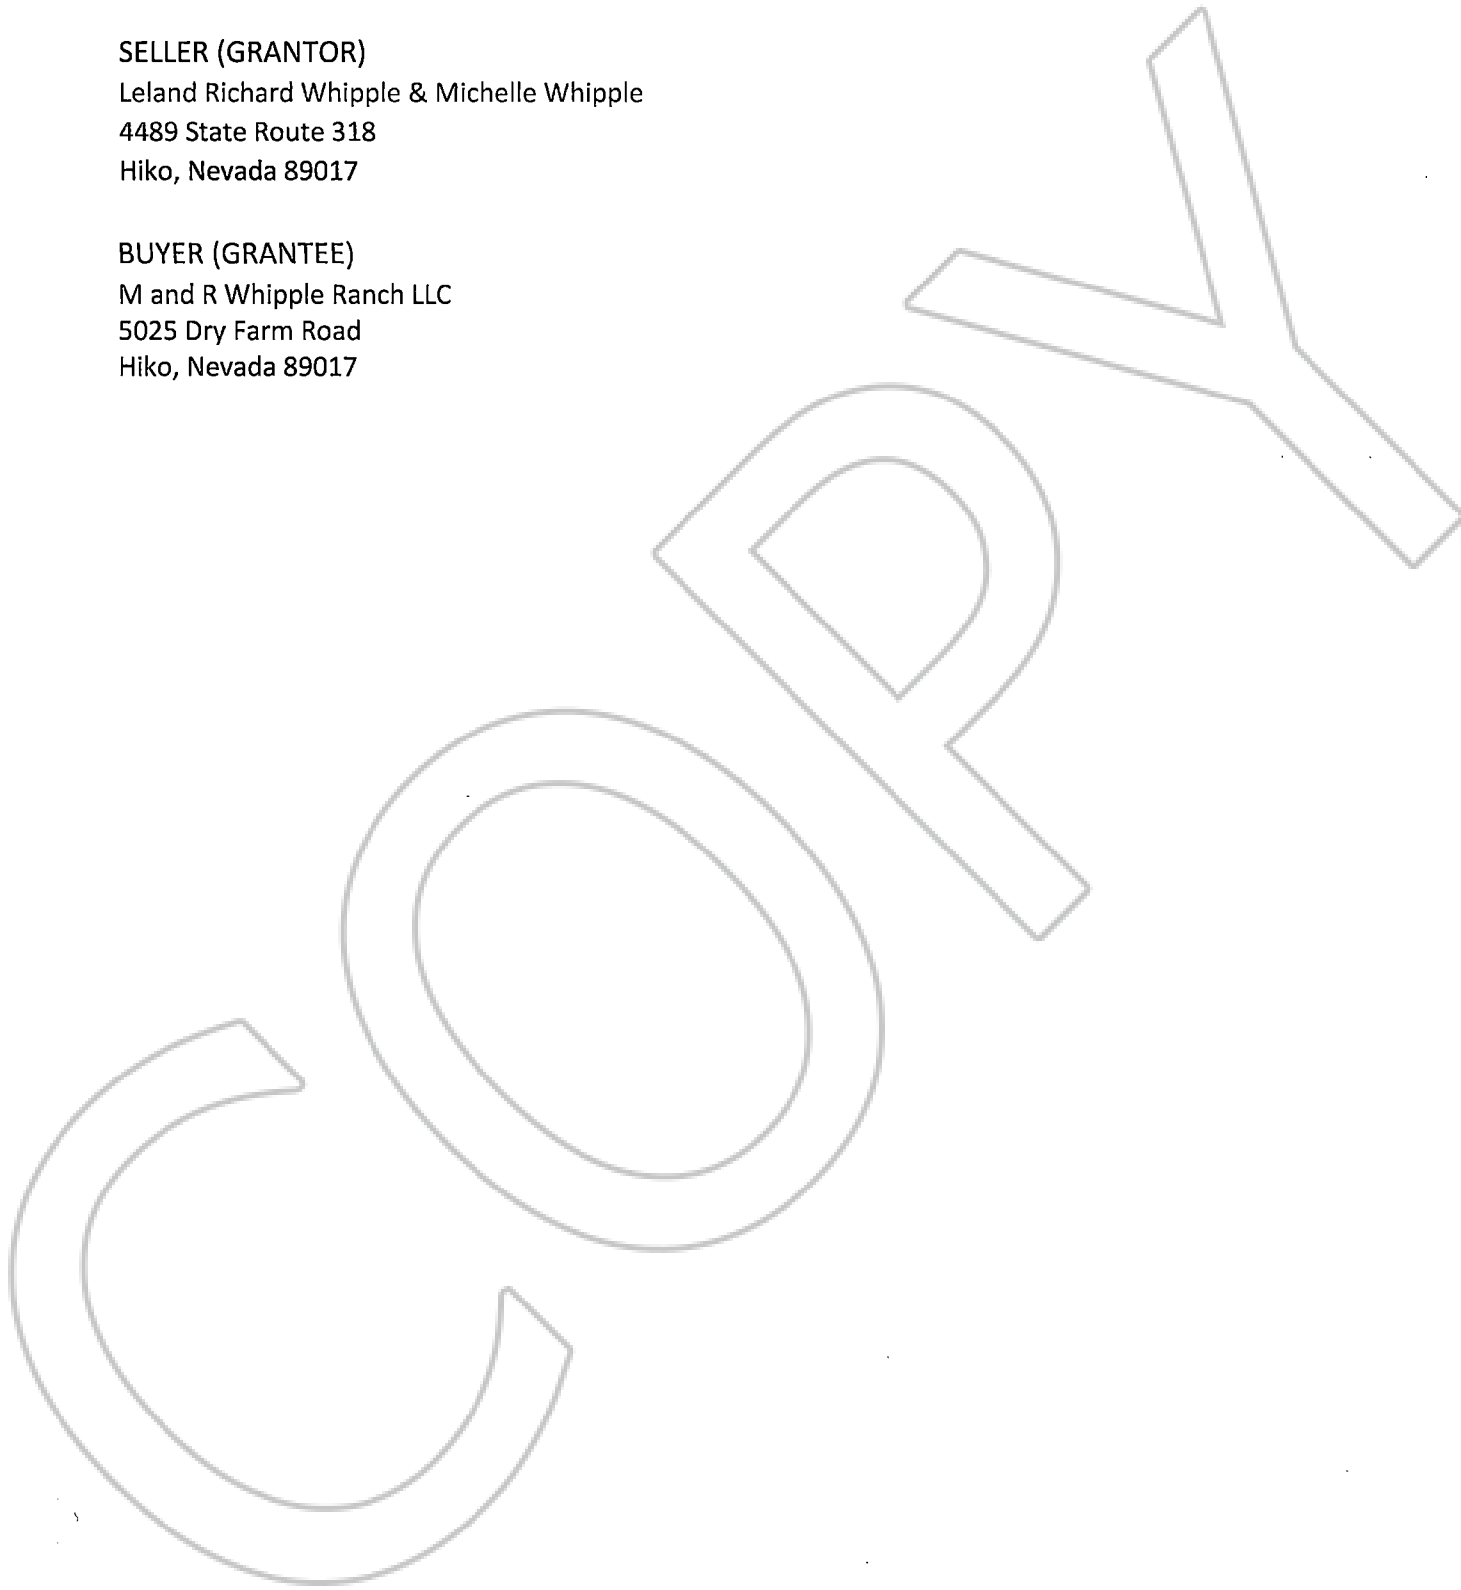 SELLER (GRANTOR)
Leland Richard Whipple & Michelle Whipple
4489 State Route 318
Hiko, Nevada 89017
BUYER (GRANTEE)
M and R Whipple Ranch LLC
5025 Dry Farm Road
Hiko, Nevada 89017
COPY